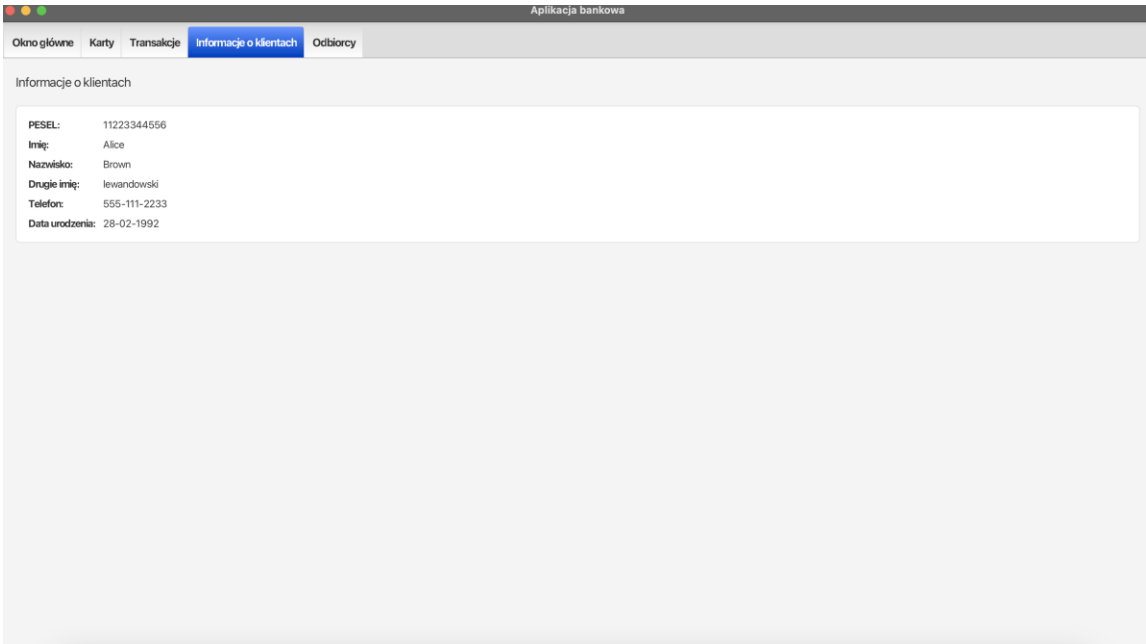 Aplikacja bankowa
Okno główne Karty Transakcje Informacje o klientach Odbiorcy
Informacje o klientach
PESEL: 11223344556
Imię: Alice
Nazwisko: Brown
Drugie imię: lewandowski
Telefon: 555-111-2233
Data urodzenia: 28-02-1992